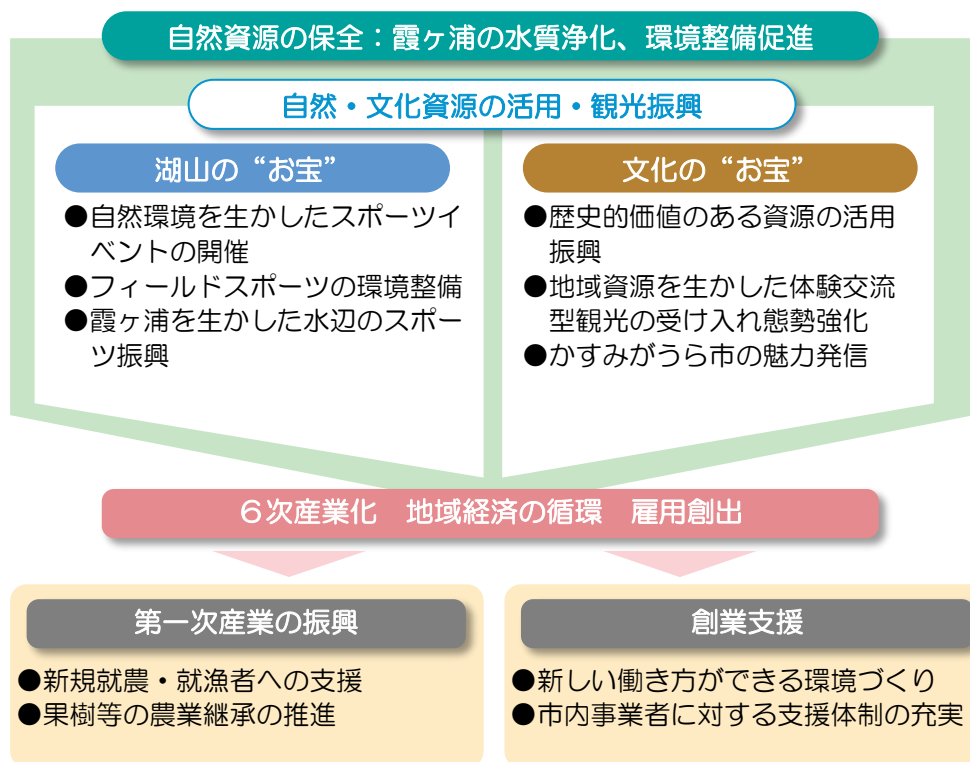 自然資源の保全：霞ヶ浦の水質浄化、環境整備促進
自然・文化資源の活用・観光振興
湖山の“お宝”
●自然環境を生かしたスポーツイ
ベントの開催
●フィールドスポーツの環境整備
●霞ヶ浦を生かした水辺のスポー
ツ振興
文化の“お宝”
●歴史的価値のある資源の活用
振興
●地域資源を生かした体験交流
型観光の受け入れ態勢強化
●かすみがうら市の魅力発信
６次産業化　地域経済の循環　雇用創出
第一次産業の振興
●新規就農・就漁者への支援
●果樹等の農業継承の推進
創業支援
●新しい働き方ができる環境づくり
●市内事業者に対する支援体制の充実